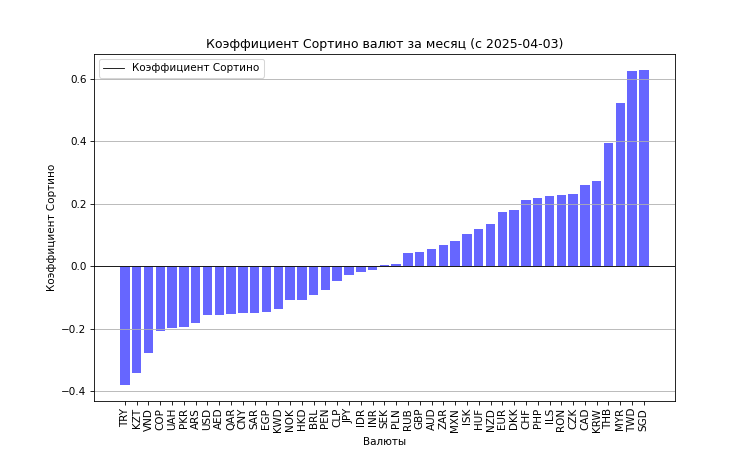 Коэффициент Сортино валют за месяц (с 2025-04-03)
Коэффициент Сортино
Коэффициент Сортино
0.6
0.4
0.2
0.0
−0.2
−0.4
TRY
KZT
VND
COP
UAH
PKR
ARS
USD
AED
QAR
CNY
SAR
EGP
KWD
NOK
HKD
BRL
PEN
CLP
JPY
IDR
INR
SEK
PLN
RUB
GBP
AUD
ZAR
MXN
ISK
HUF
NZD
EUR
DKK
CHF
PHP
ILS
RON
CZK
CAD
KRW
THB
MYR
TWD
SGD
Валюты